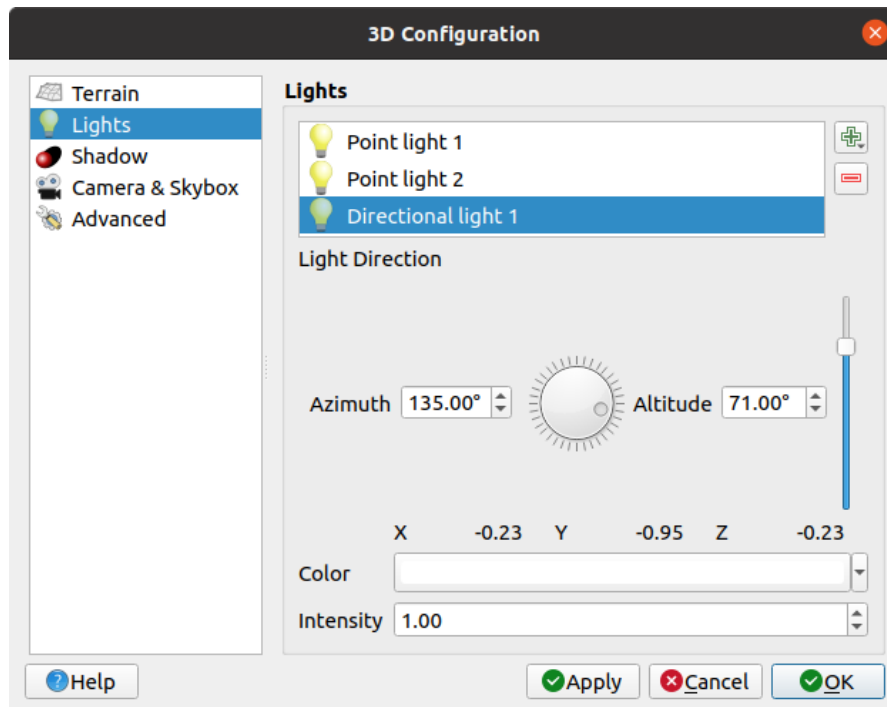 3D Configuration
Terrain
Lights
Shadow
Camera & Skybox
Advanced
Lights
Point light 1
Point light 2
Directional light 1
Light Direction
Azimuth 135.00° Altitude 71.00°
X -0.23 Y -0.95 Z -0.23
Color
Intensity 1.00
Help Apply Cancel OK